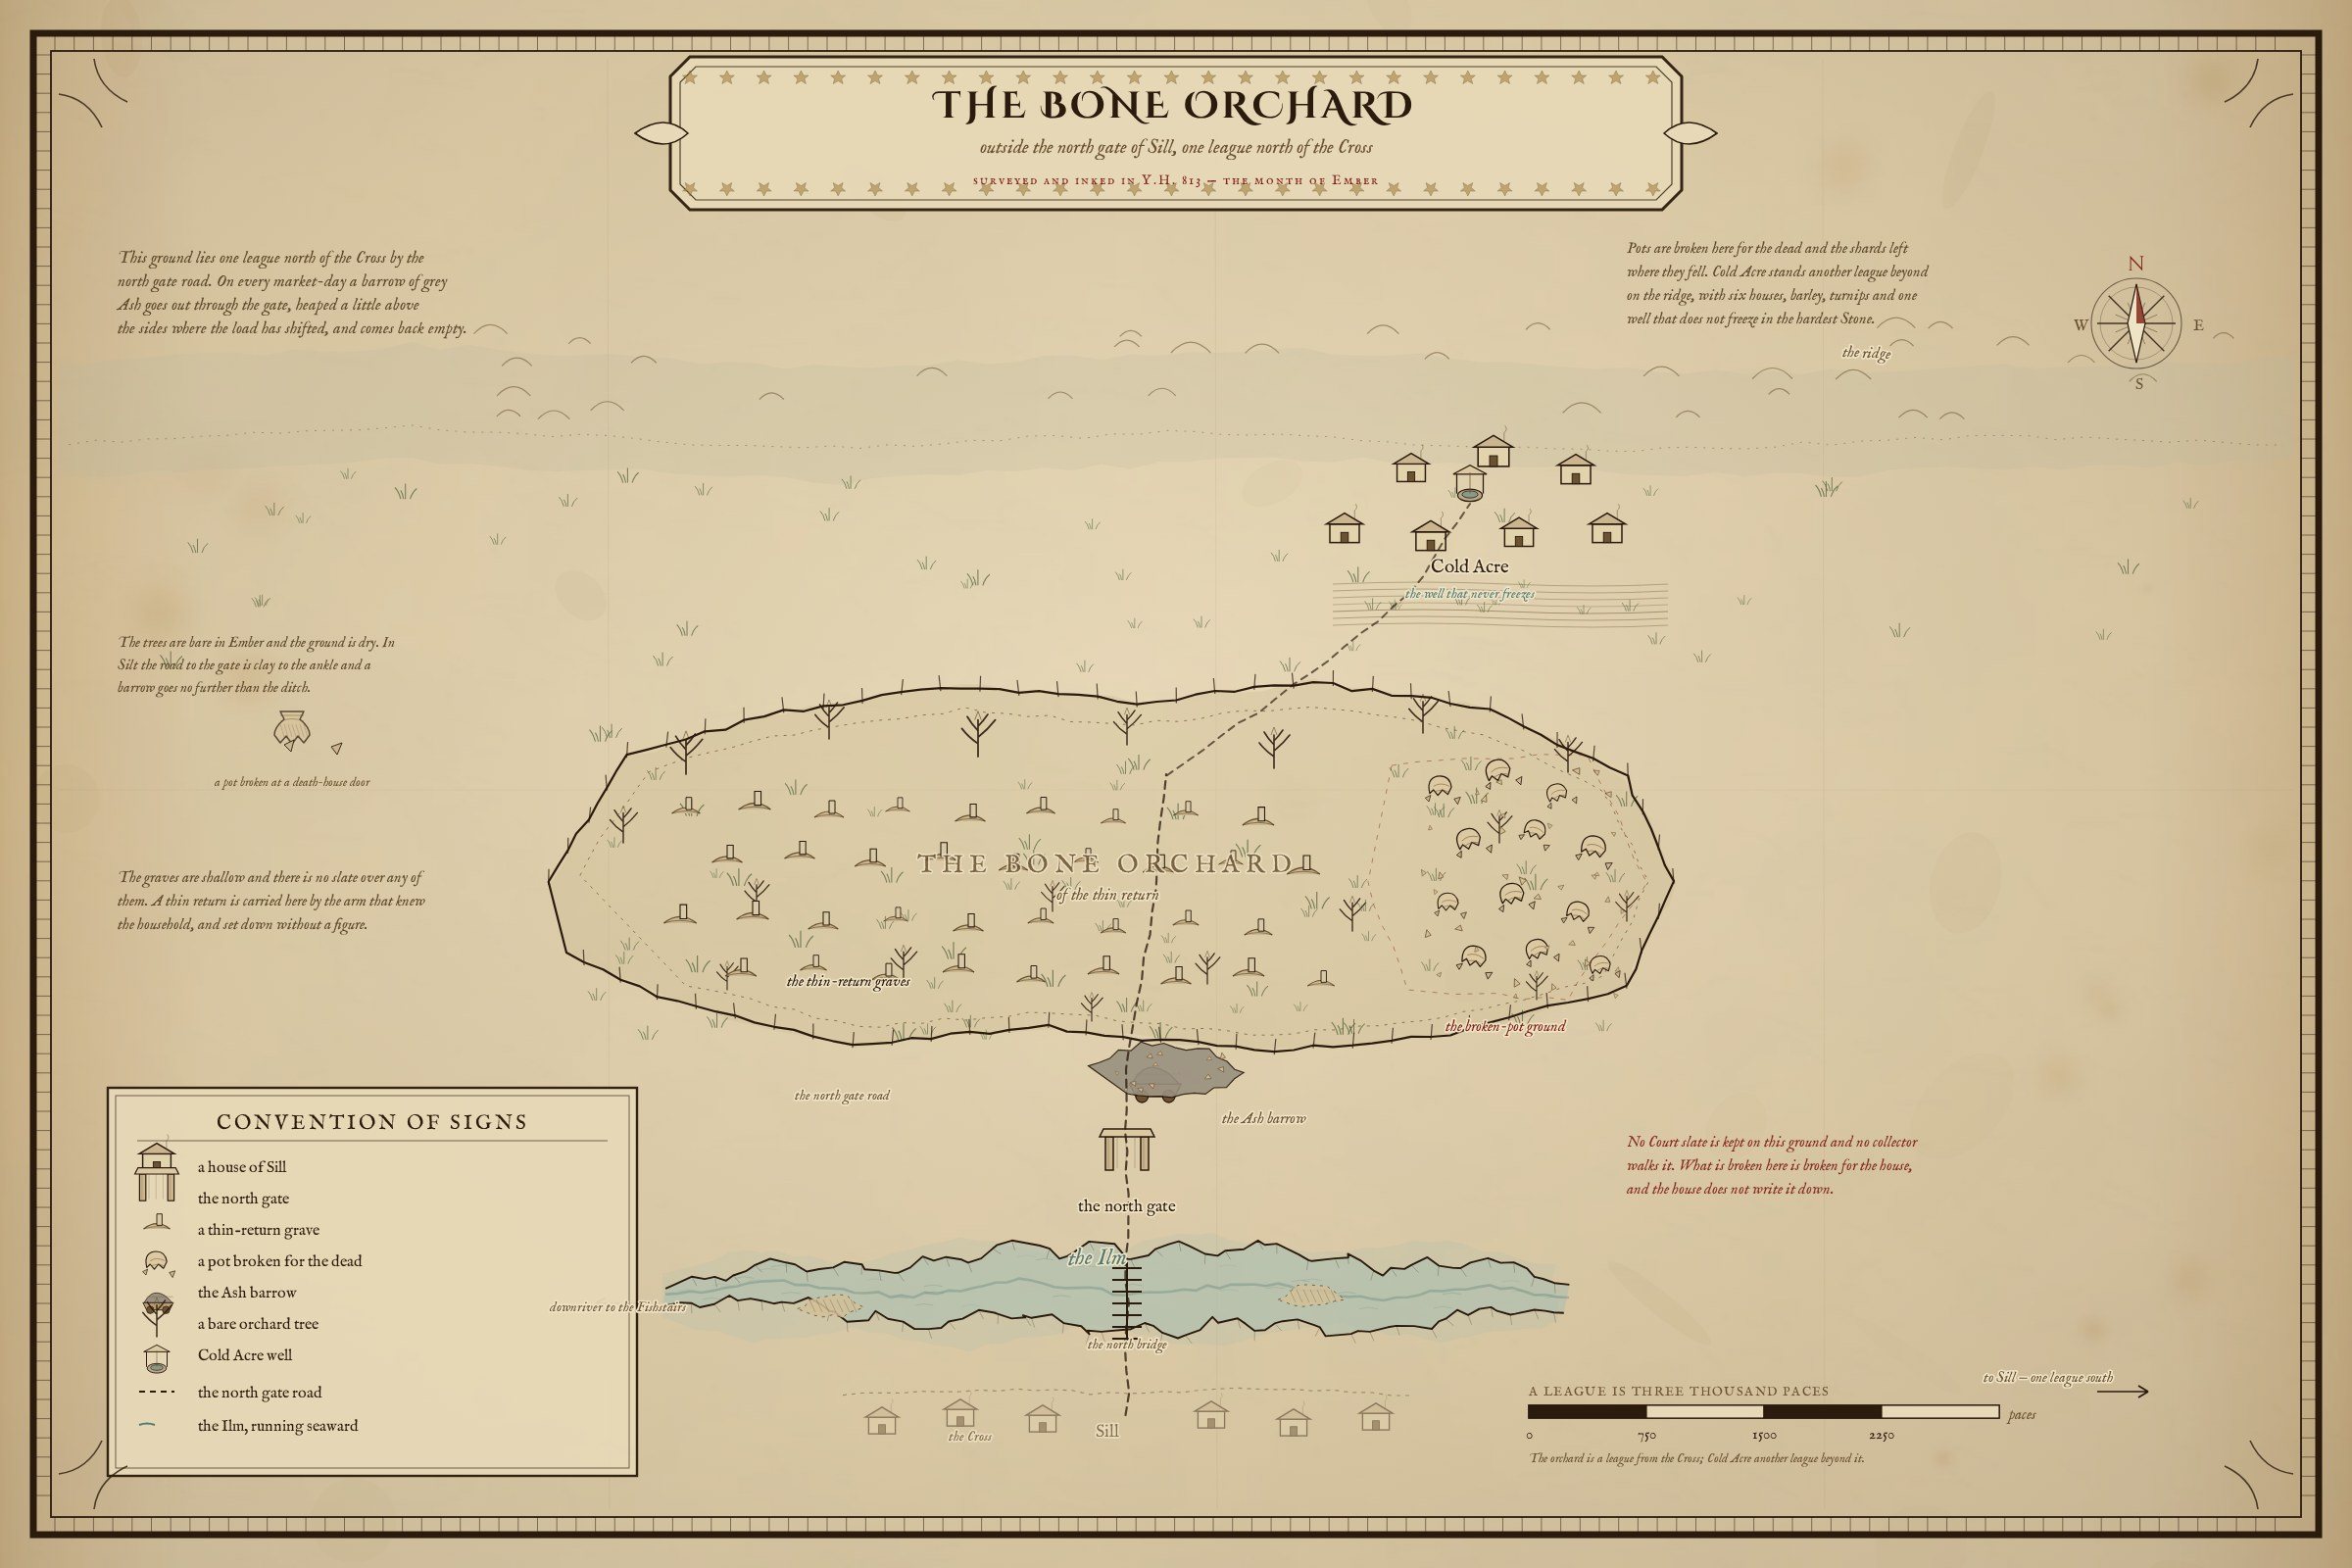 THE BONE ORCHARD
outside the north gate of Sill, one league north of the Cross
SURVEYED AND INKED IN Y.H. 813 — THE MONTH OF EMBER
This ground lies one league north of the Cross by the
north gate road. On every market-day a barrow of grey
Ash goes out through the gate, heaped a little above
the sides where the load has shifted, and comes back empty.
Pots are broken here for the dead and the shards left
where they fell. Cold Acre stands another league beyond
on the ridge, with six houses, barley, turnips and one
well that does not freeze in the hardest Stone.
the ridge
N
W
E
S
Cold Acre
the well that never freezes
The trees are bare in Ember and the ground is dry. In
Silt the road to the gate is clay to the ankle and a
barrow goes no further than the ditch.
a pot broken at a death-house door
The graves are shallow and there is no slate over any of
them. A thin return is carried here by the arm that knew
the household, and set down without a figure.
THE BONE ORCHARD
of the thin return
the thin-return graves
the broken-pot ground
the north gate road
the Ash barrow
the north gate
No Court slate is kept on this ground and no collector
walks it. What is broken here is broken for the house,
and the house does not write it down.
the Ilm
downriver to the Fishstairs
the north bridge
the Cross
Sill
CONVENTION OF SIGNS
a house of Sill
the north gate
a thin-return grave
a pot broken for the dead
the Ash barrow
a bare orchard tree
Cold Acre well
the north gate road
the Ilm, running seaward
to Sill — one league south
A LEAGUE IS THREE THOUSAND PACES
paces
0 750 1500 2250
The orchard is a league from the Cross; Cold Acre another league beyond it.